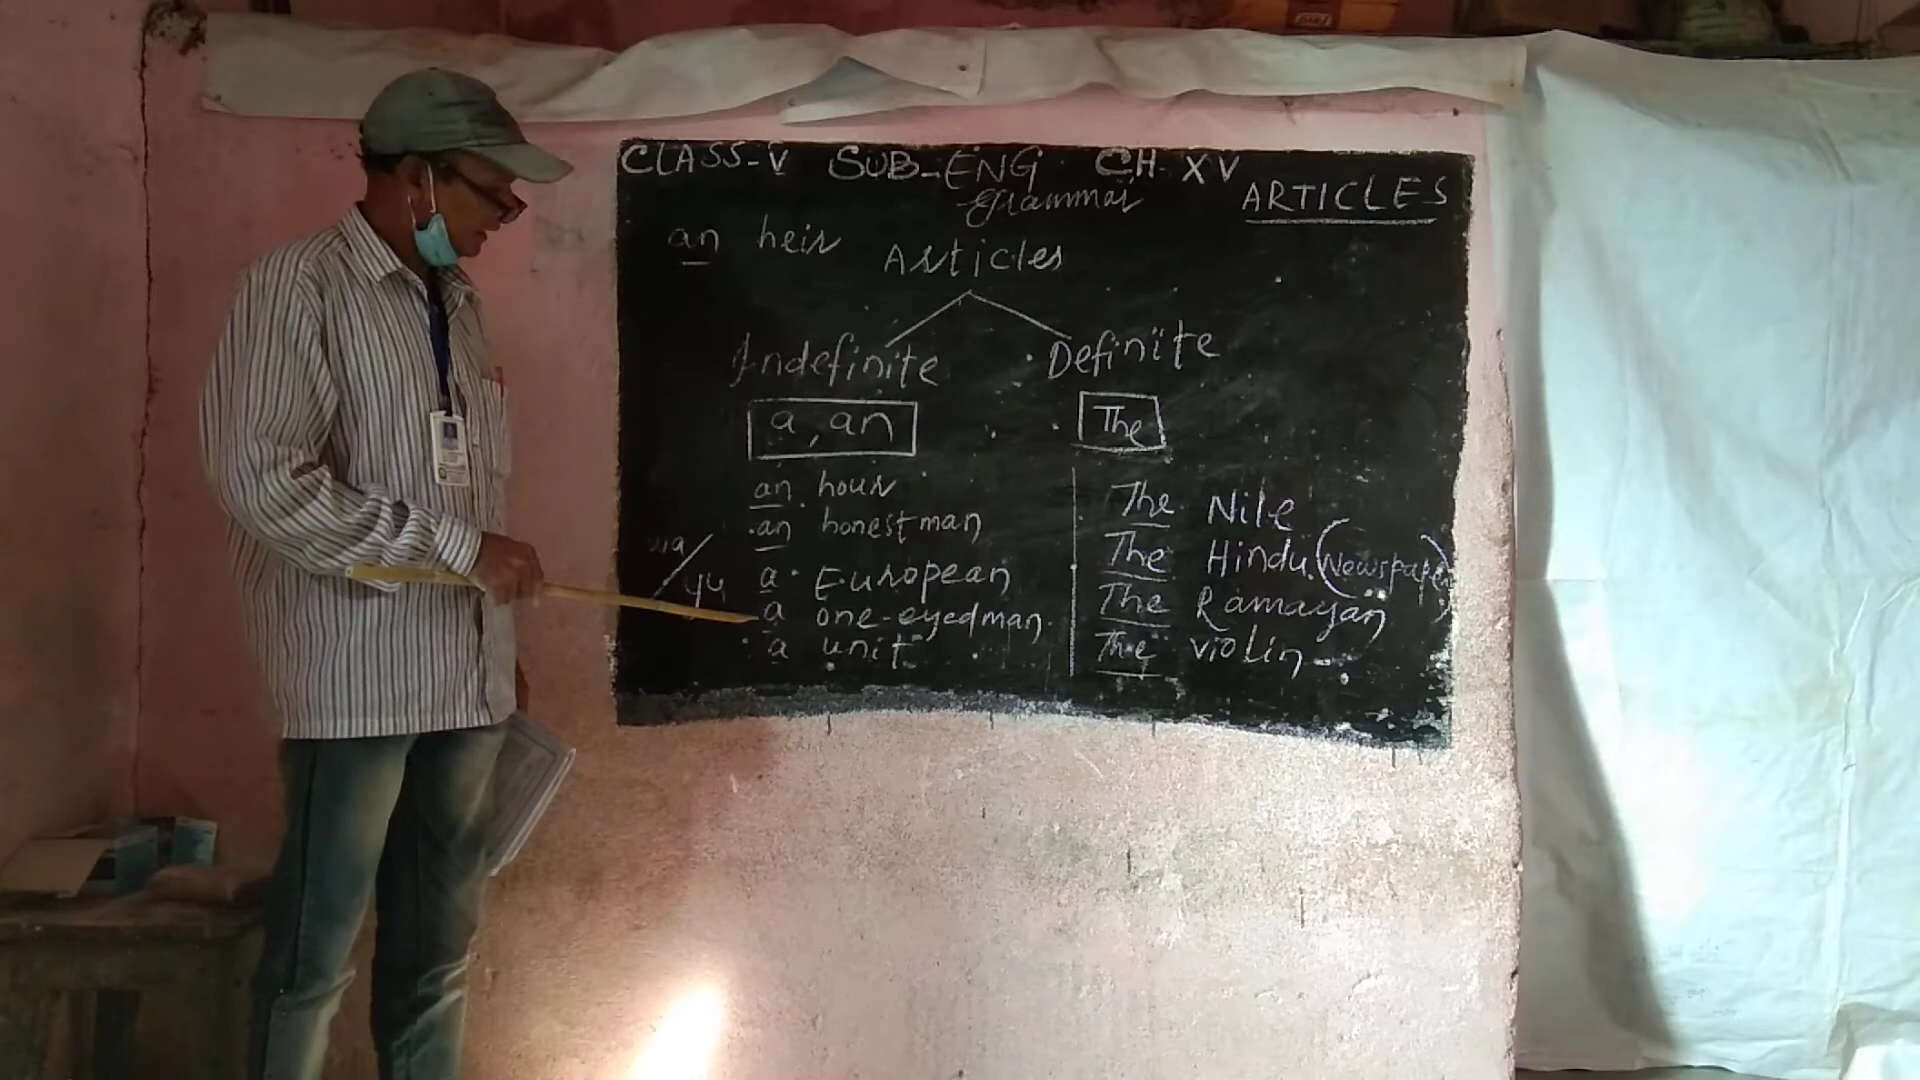 CLASS-V SUB-ENG CH-XV
Grammar
ARTICLES
an heir
Articles
Indefinite Definite
a, an The
an hour
an honest man
a European
a one-eyed man
a unit
wa/yu
The Nile
The Hindu (Newspaper)
The Ramayan
The violin